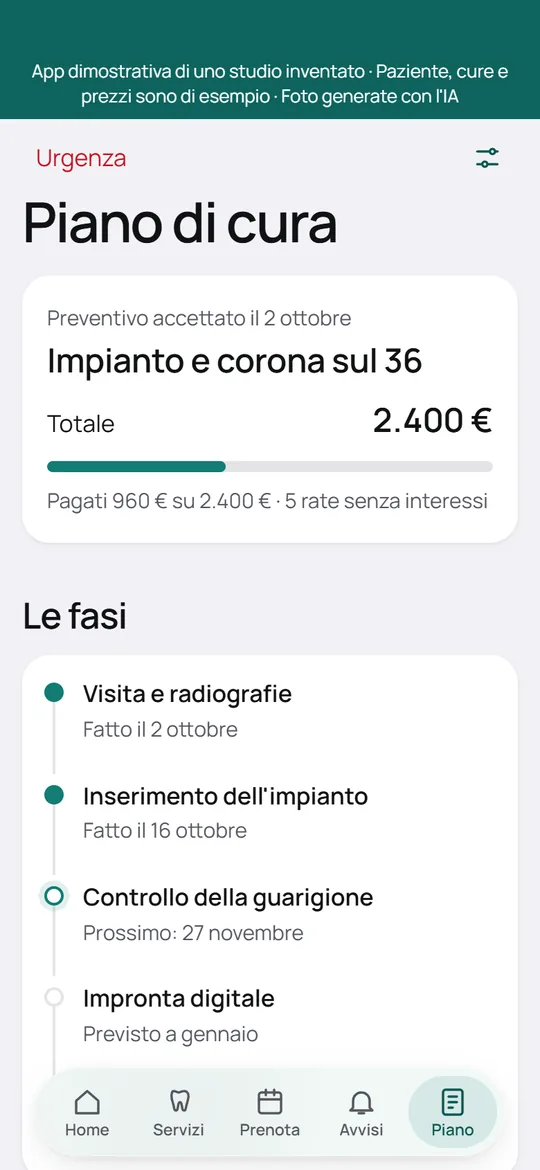 App dimostrativa di uno studio inventato · Paziente, cure e
prezzi sono di esempio · Foto generate con l'IA
Urgenza
Piano di cura
Preventivo accettato il 2 ottobre
Impianto e corona sul 36
Totale
2.400 €
Pagati 960 € su 2.400 € · 5 rate senza interessi
Le fasi
Visita e radiografie
Fatto il 2 ottobre
Inserimento dell'impianto
Fatto il 16 ottobre
Controllo della guarigione
Prossimo: 27 novembre
Impronta digitale
Previsto a gennaio
Home
Servizi
Prenota
Avvisi
Piano